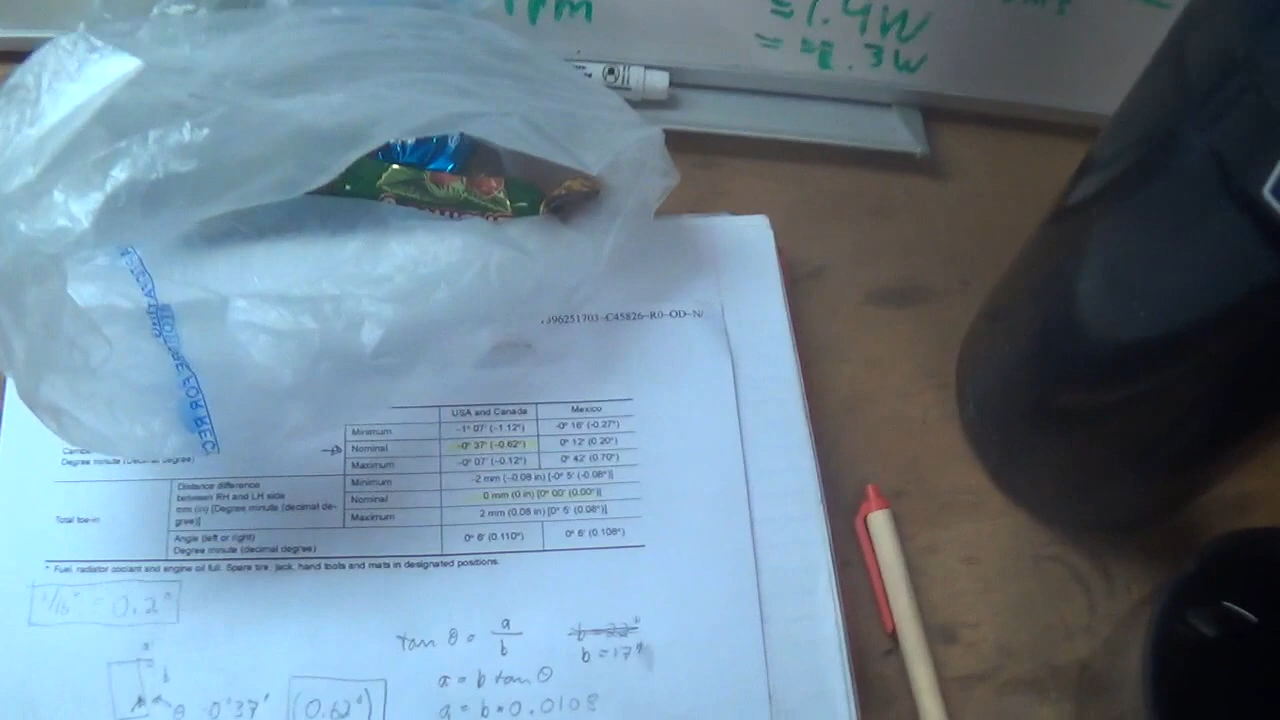 =1.4W
.3W
396251703-C45826-R0-OD-N/
USA and Canada Mexico
Minimum -1° 07' (-1.12°) -0° 16' (-0.27°)
Nominal -0° 37' (-0.62°) 0° 12' (0.20°)
Degree minute (Decimal degree) Maximum -0° 07' (-0.12°) 0° 42' (0.70°)
Total toe-in
Distance difference
between RH and LH side
mm (in) [Degree minute (decimal de-
gree)]
Minimum -2 mm (-0.08 in) [-0° 5' (-0.08°)]
Nominal 0 mm (0 in) [0° 00' (0.00°)]
Maximum 2 mm (0.08 in) [0° 5' (0.08°)]
Angle (left or right)
Degree minute (decimal degree)
0° 6' (0.110°) 0° 6' (0.108°)
* Fuel, radiator coolant and engine oil full. Spare tire, jack, hand tools and mats in designated positions.
1/16" = 0.2°
tan θ = a/b
b = 22"
b = 17"
a = b tan θ
a = b * 0.0108
θ 0°37' (0.62°)